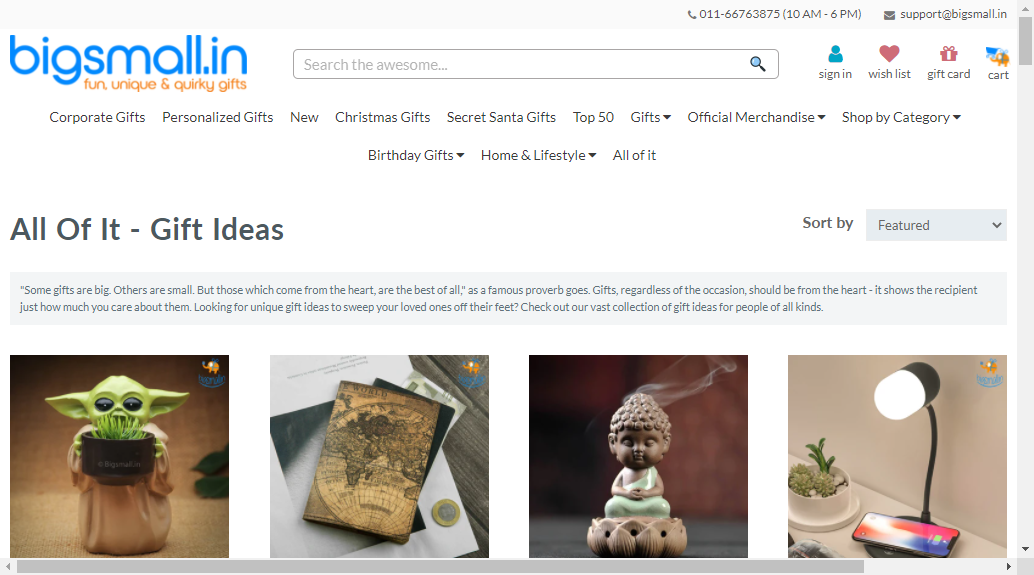 011-66763875 (10 AM - 6 PM) support@bigsmall.in
bigsmall.in
fun, unique & quirky gifts
Search the awesome...
sign in wish list gift card cart
Corporate Gifts Personalized Gifts New Christmas Gifts Secret Santa Gifts Top 50 Gifts Official Merchandise Shop by Category
Birthday Gifts Home & Lifestyle All of it
All Of It - Gift Ideas
Sort by Featured
"Some gifts are big. Others are small. But those which come from the heart, are the best of all," as a famous proverb goes. Gifts, regardless of the occasion, should be from the heart - it shows the recipient
just how much you care about them. Looking for unique gift ideas to sweep your loved ones off their feet? Check out our vast collection of gift ideas for people of all kinds.
WORLD
© Bigsmall.in